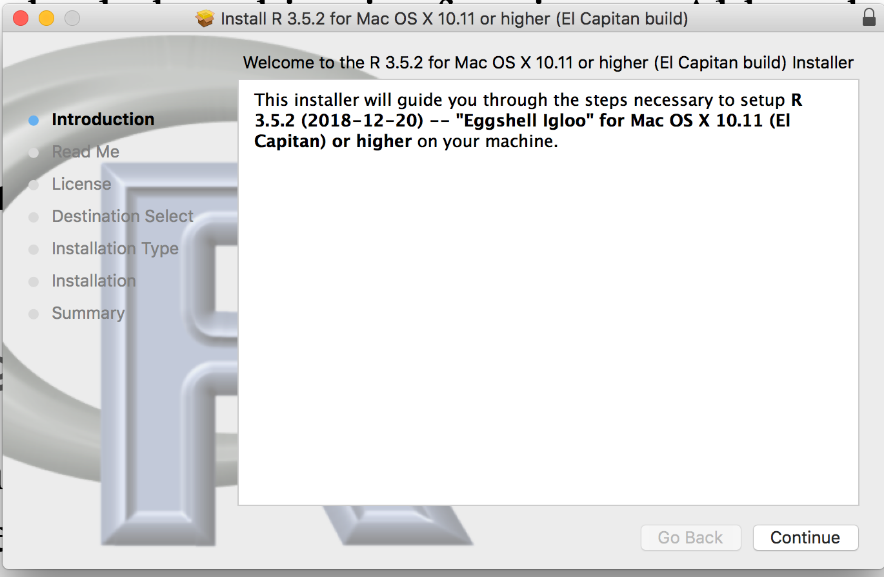 Install R 3.5.2 for Mac OS X 10.11 or higher (El Capitan build)
Welcome to the R 3.5.2 for Mac OS X 10.11 or higher (El Capitan build) Installer
Introduction
Read Me
License
Destination Select
Installation Type
Installation
Summary
This installer will guide you through the steps necessary to setup R
3.5.2 (2018-12-20) -- "Eggshell Igloo" for Mac OS X 10.11 (El
Capitan) or higher on your machine.
Go Back
Continue